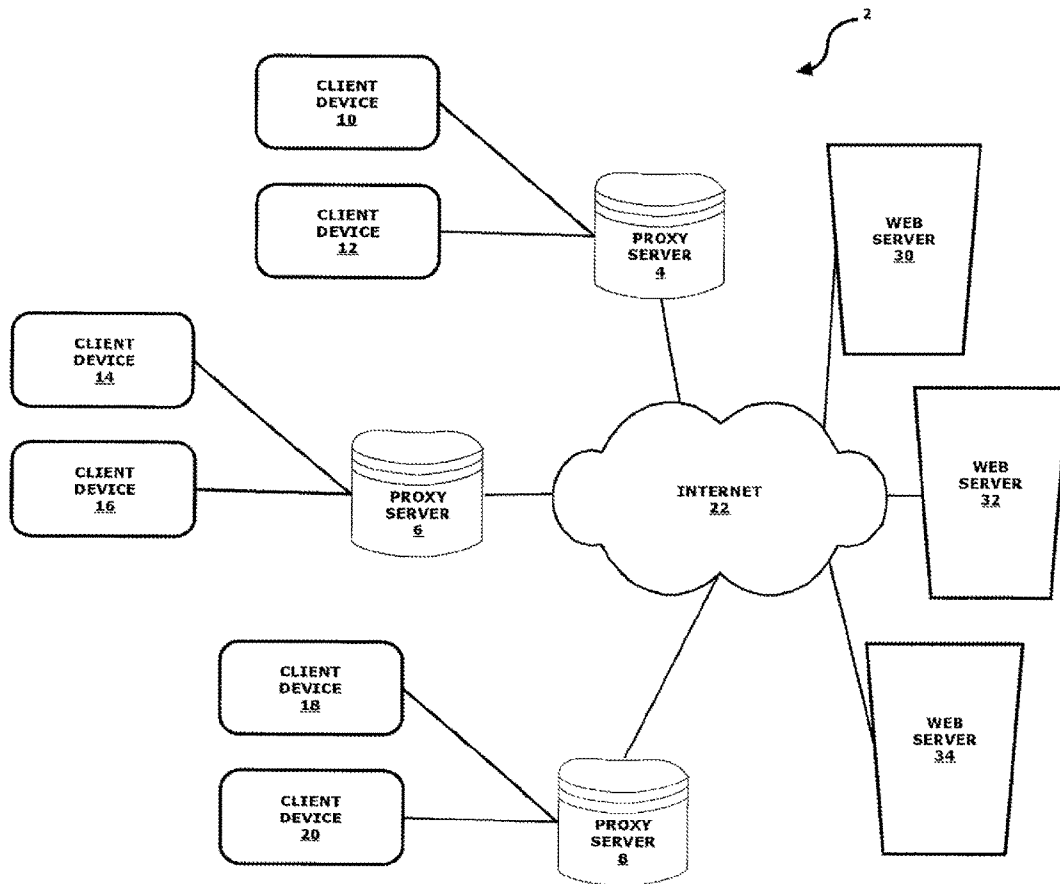 2
CLIENT
DEVICE
10
CLIENT
DEVICE
12
PROXY
SERVER
4
WEB
SERVER
30
CLIENT
DEVICE
14
CLIENT
DEVICE
16
PROXY
SERVER
6
INTERNET
22
WEB
SERVER
32
CLIENT
DEVICE
18
CLIENT
DEVICE
20
PROXY
SERVER
8
WEB
SERVER
34